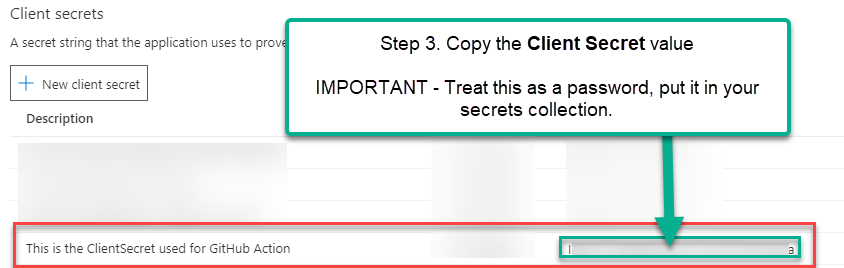 Client secrets
A secret string that the application uses to prove
Step 3. Copy the Client Secret value
IMPORTANT - Treat this as a password, put it in your
secrets collection.
+ New client secret
Description
This is the ClientSecret used for GitHub Action
a